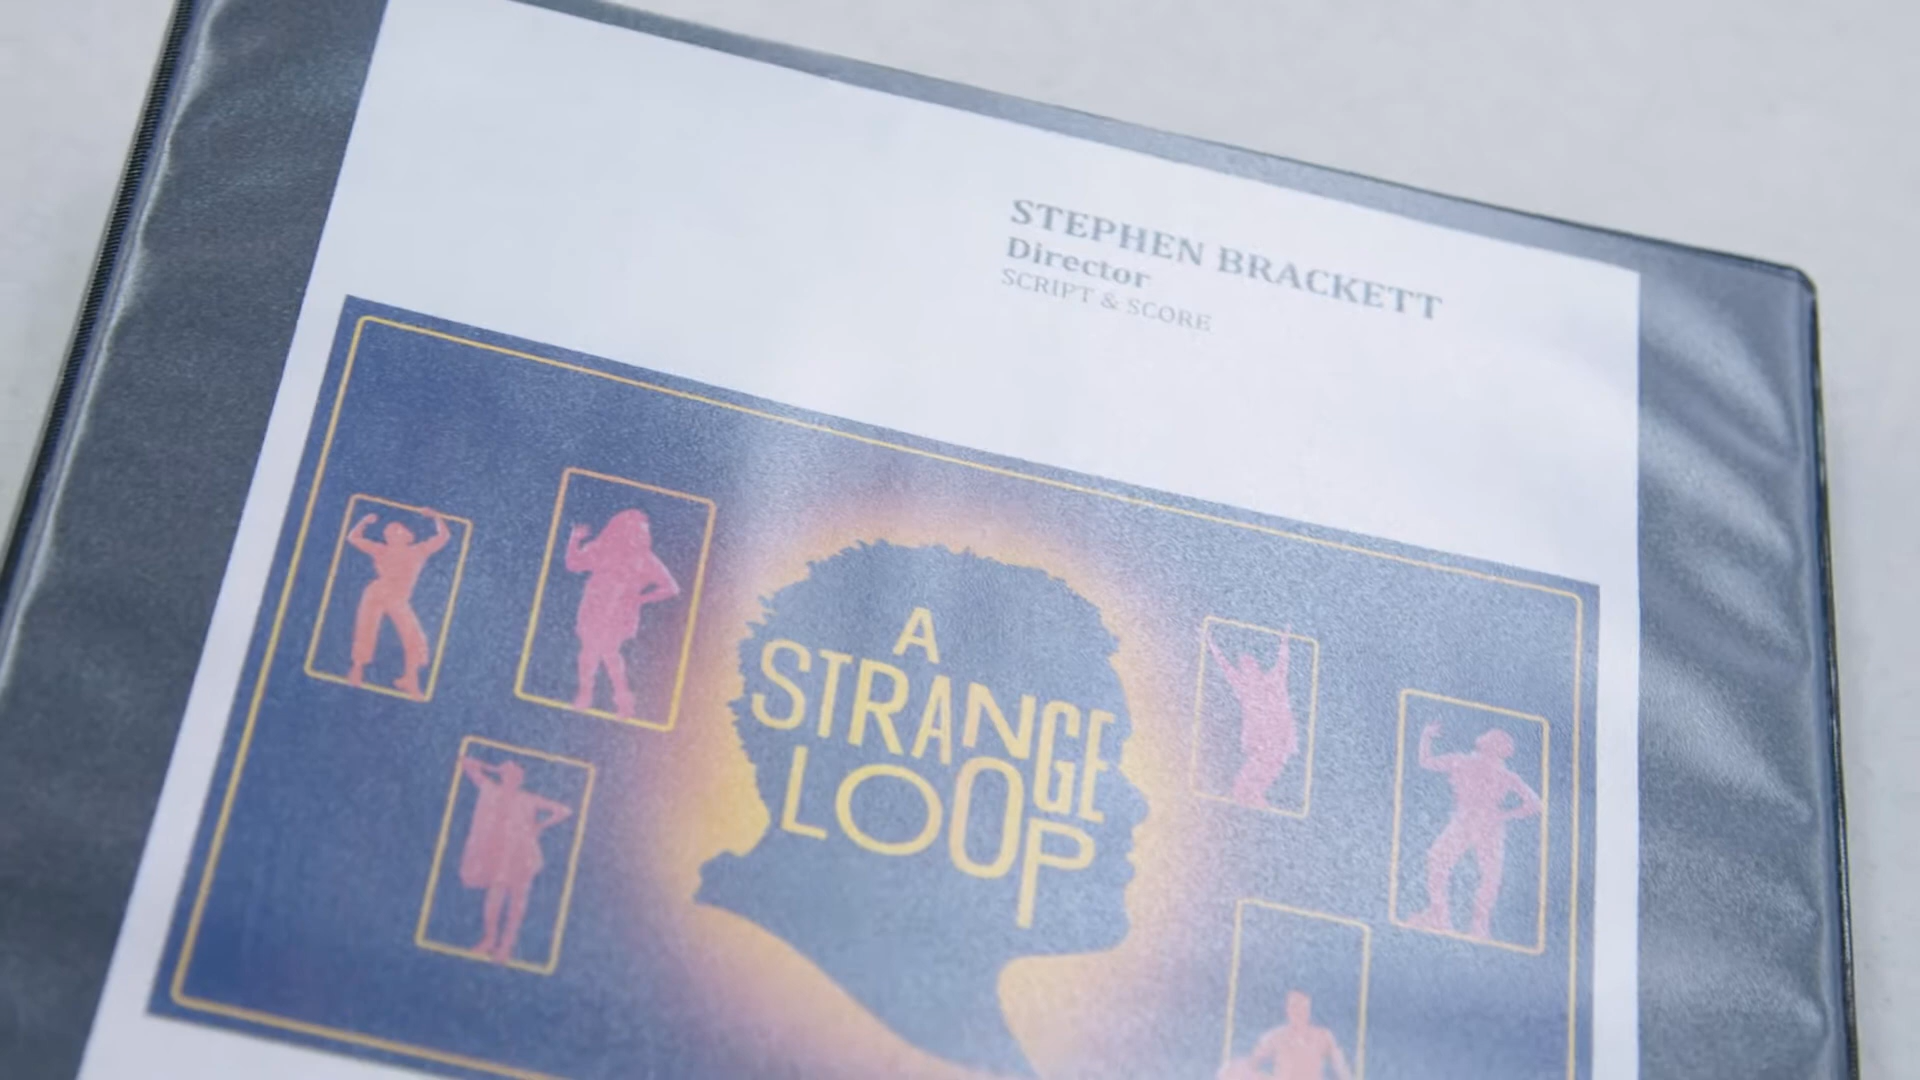 STEPHEN BRACKETT
Director
SCRIPT & SCORE
A
STRANGE
LOOP